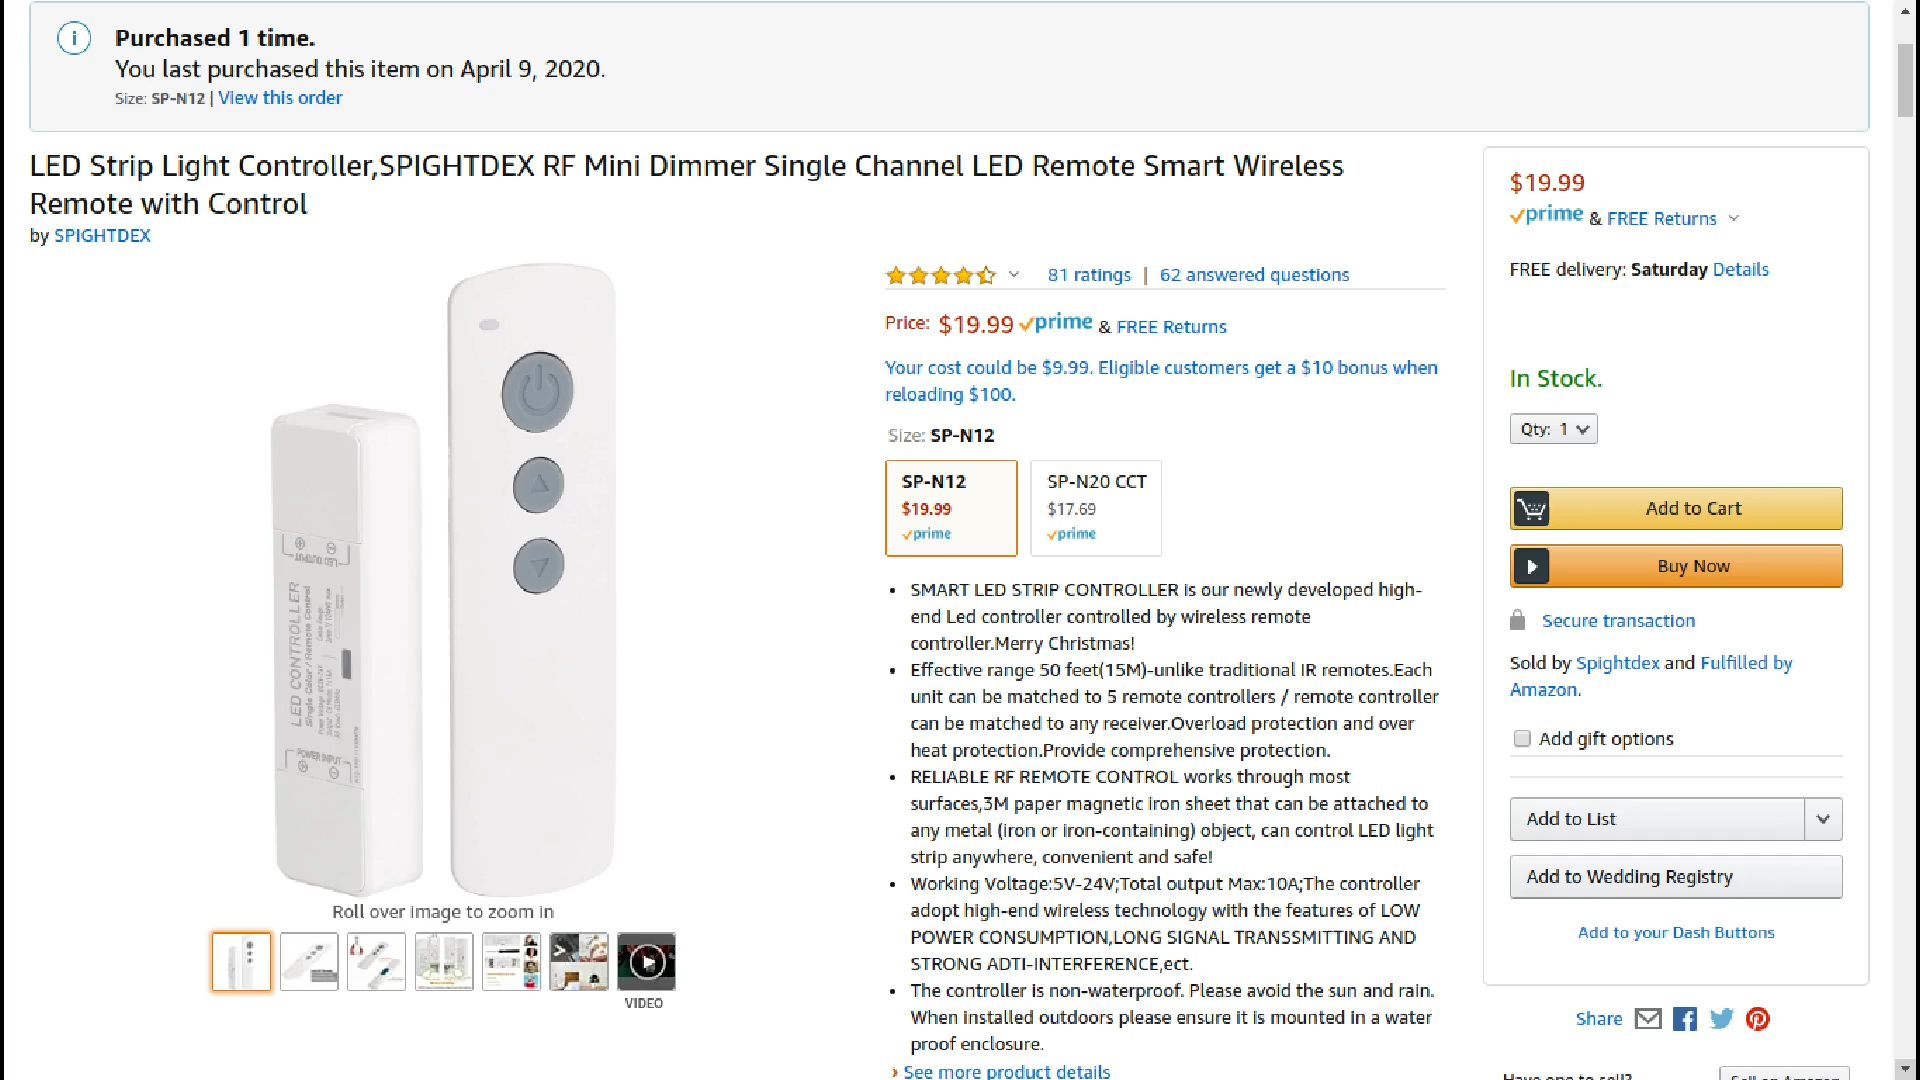 Purchased 1 time.
You last purchased this item on April 9, 2020.
Size: SP-N12 | View this order
LED Strip Light Controller,SPIGHTDEX RF Mini Dimmer Single Channel LED Remote Smart Wireless
Remote with Control
by SPIGHTDEX
81 ratings | 62 answered questions
Price: $19.99 prime & FREE Returns
Your cost could be $9.99. Eligible customers get a $10 bonus when
reloading $100.
Size: SP-N12
SP-N12
$19.99
prime
SP-N20 CCT
$17.69
prime
• SMART LED STRIP CONTROLLER is our newly developed high-
end Led controller controlled by wireless remote
controller.Merry Christmas!
• Effective range 50 feet(15M)-unlike traditional IR remotes.Each
unit can be matched to 5 remote controllers / remote controller
can be matched to any receiver.Overload protection and over
heat protection.Provide comprehensive protection.
• RELIABLE RF REMOTE CONTROL works through most
surfaces,3M paper magnetic iron sheet that can be attached to
any metal (iron or iron-containing) object, can control LED light
strip anywhere, convenient and safe!
• Working Voltage:5V-24V;Total output Max:10A;The controller
adopt high-end wireless technology with the features of LOW
POWER CONSUMPTION,LONG SIGNAL TRANSSMITTING AND
STRONG ADTI-INTERFERENCE,ect.
• The controller is non-waterproof. Please avoid the sun and rain.
When installed outdoors please ensure it is mounted in a water
proof enclosure.
› See more product details
LED OUTPUT
LED CONTROLLER
Single Color / Remote Control
POWER INPUT
Roll over image to zoom in
VIDEO
$19.99
prime & FREE Returns
FREE delivery: Saturday Details
In Stock.
Qty: 1
Add to Cart
Buy Now
Secure transaction
Sold by Spightdex and Fulfilled by
Amazon.
Add gift options
Add to List
Add to Wedding Registry
Add to your Dash Buttons
Share
Have one to sell?
Sell on Amazon